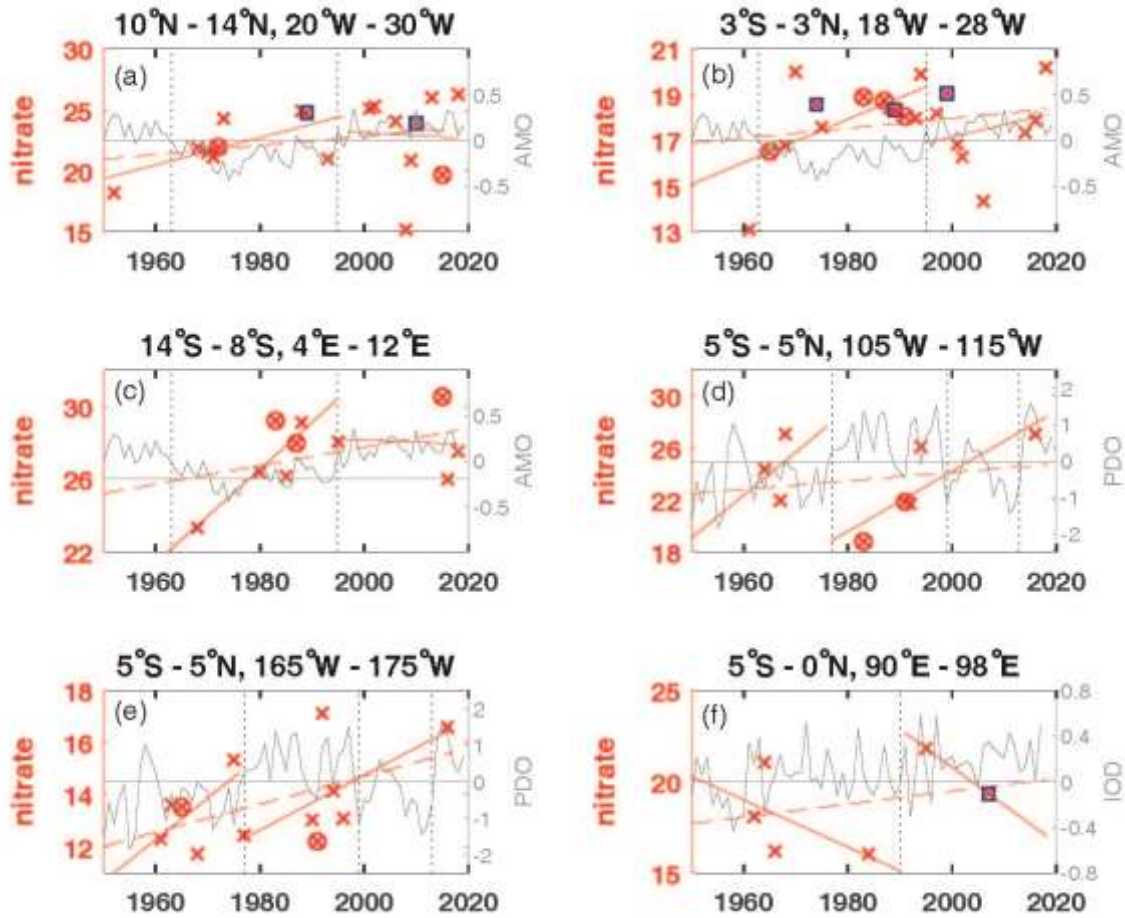 10°N - 14°N, 20°W - 30°W
30
25
20
15
nitrate
(a)
0.5
0
-0.5
AMO
1960 1980 2000 2020
3°S - 3°N, 18°W - 28°W
21
19
17
15
13
nitrate
(b)
0.5
0
-0.5
AMO
1960 1980 2000 2020
14°S - 8°S, 4°E - 12°E
30
26
22
nitrate
(c)
0.5
0
-0.5
AMO
1960 1980 2000 2020
5°S - 5°N, 105°W - 115°W
30
26
22
18
nitrate
(d)
2
1
0
-1
-2
PDO
1960 1980 2000 2020
5°S - 5°N, 165°W - 175°W
18
16
14
12
nitrate
(e)
2
1
0
-1
-2
PDO
1960 1980 2000 2020
5°S - 0°N, 90°E - 98°E
25
20
15
nitrate
(f)
0.8
0.4
0
-0.4
-0.8
IOD
1960 1980 2000 2020